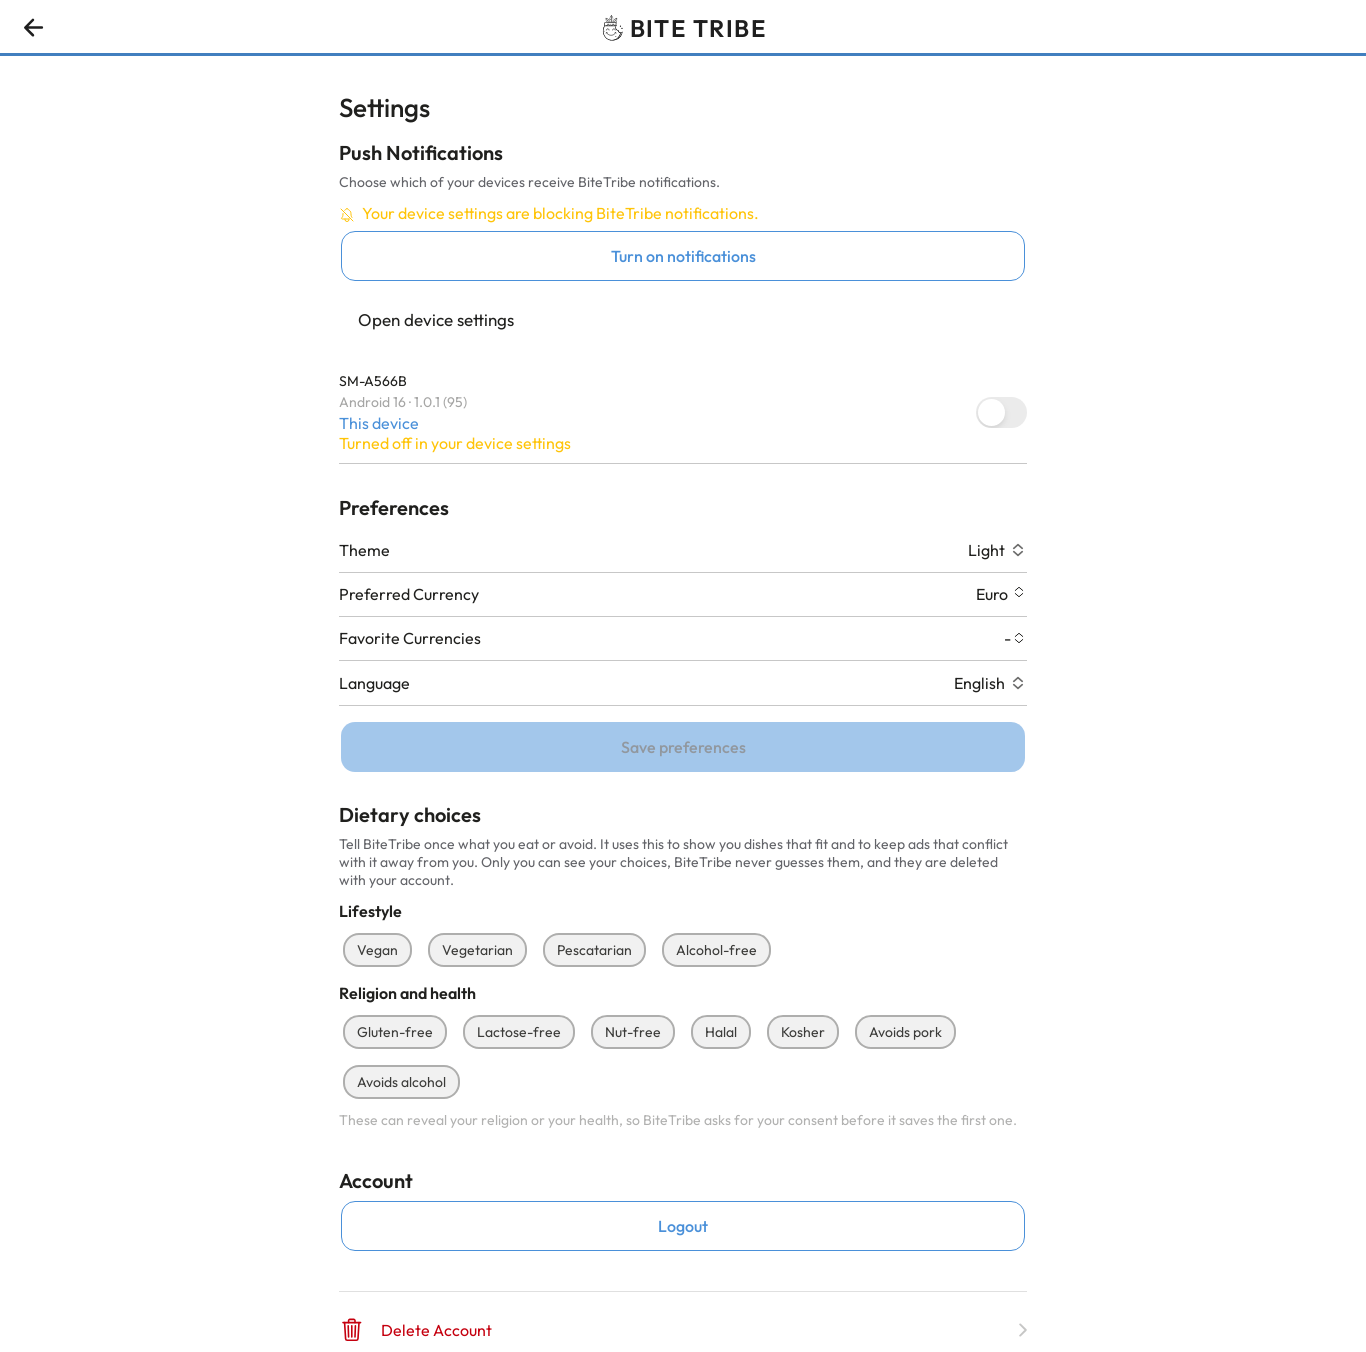 BITE TRIBE
Settings
Push Notifications
Choose which of your devices receive BiteTribe notifications.
Your device settings are blocking BiteTribe notifications.
Turn on notifications
Open device settings
SM-A566B
Android 16 · 1.0.1 (95)
This device
Turned off in your device settings
Preferences
Theme Light
Preferred Currency Euro
Favorite Currencies -
Language English
Save preferences
Dietary choices
Tell BiteTribe once what you eat or avoid. It uses this to show you dishes that fit and to keep ads that conflict
with it away from you. Only you can see your choices, BiteTribe never guesses them, and they are deleted
with your account.
Lifestyle
Vegan Vegetarian Pescatarian Alcohol-free
Religion and health
Gluten-free Lactose-free Nut-free Halal Kosher Avoids pork
Avoids alcohol
These can reveal your religion or your health, so BiteTribe asks for your consent before it saves the first one.
Account
Logout
Delete Account